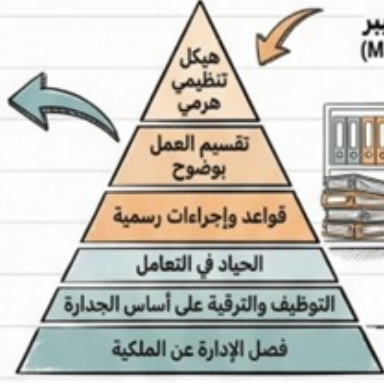 هيكل
تنظيمي
هرمي
تقسيم العمل
بوضوح
قواعد وإجراءات رسمية
الحياد في التعامل
التوظيف والترقية على أساس الجدارة
فصل الإدارة عن الملكية